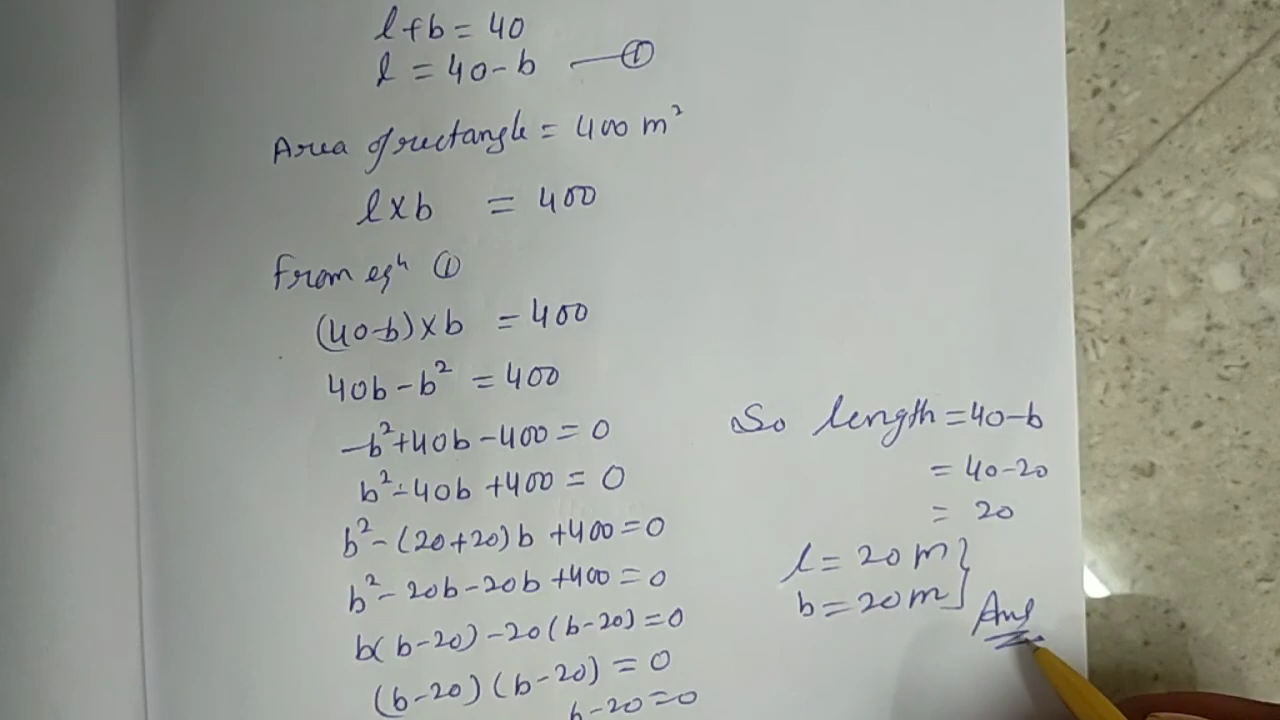 l+b = 40
l = 40-b —①
Area of rectangle = 400 m²
l×b = 400
From eqⁿ ①
(40-b)×b = 400
40b-b² = 400
-b²+40b-400 = 0
b²-40b+400 = 0
b²-(20+20)b+400=0
b²-20b-20b+400=0
b(b-20)-20(b-20)=0
(b-20)(b-20)=0
b-20=0
So length = 40-b
= 40-20
= 20
l = 20m
b = 20m
Ans